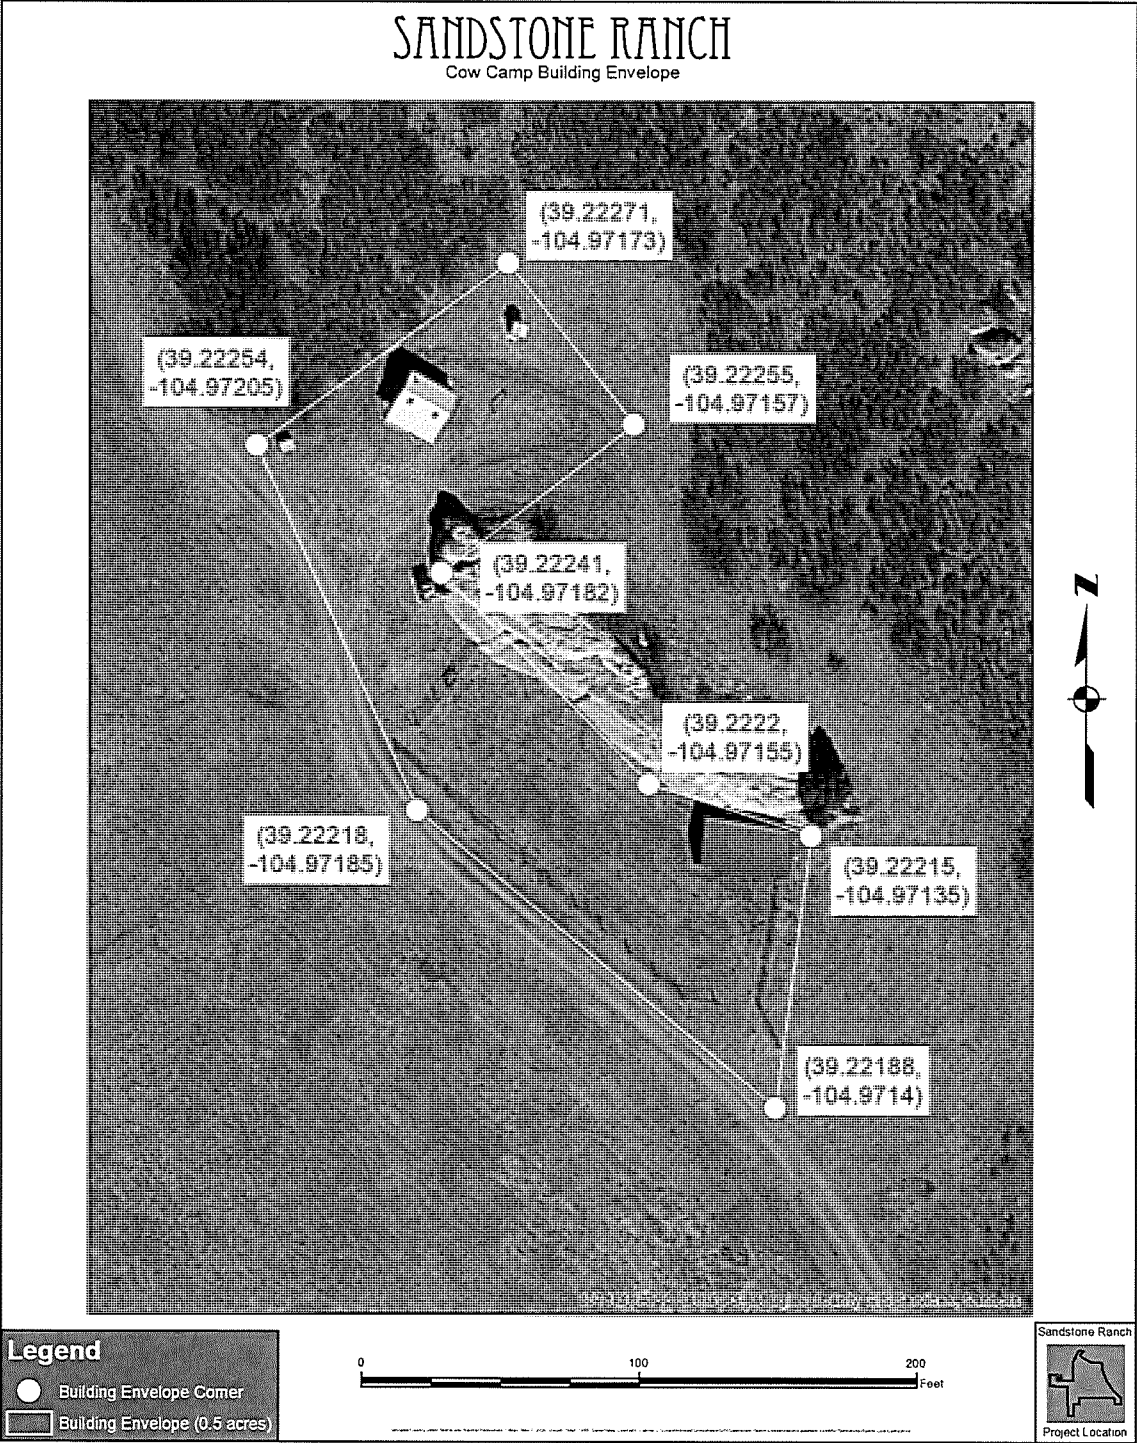 SANDSTONE RANCH
Cow Camp Building Envelope
(39.22271,
-104.97173)
(39.22254,
-104.97205)
(39.22255,
-104.97157)
(39.22241,
-104.97182)
N
(39.2222,
-104.97155)
(39.22218,
-104.97185)
(39.22215,
-104.97135)
(39.22188,
-104.9714)
Legend
Building Envelope Corner
Building Envelope (0.5 acres)
0 100 200
Feet
Sandstone Ranch
Project Location